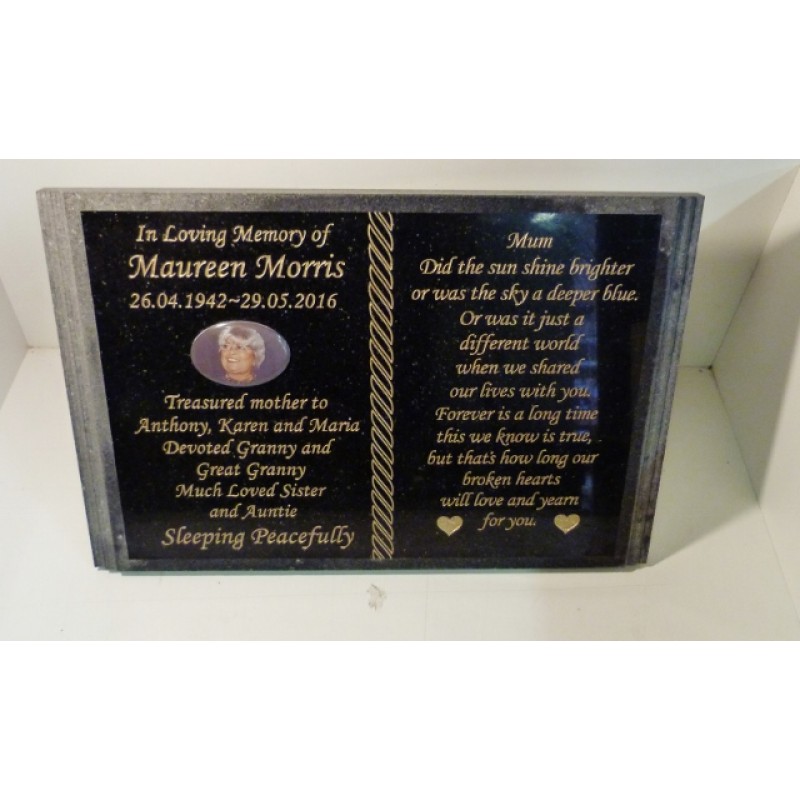 In Loving Memory of
Maureen Morris
26.04.1942~29.05.2016
Treasured mother to
Anthony, Karen and Maria
Devoted Granny and
Great Granny
Much Loved Sister
and Auntie
Sleeping Peacefully
Mum
Did the sun shine brighter
or was the sky a deeper blue.
Or was it just a
different world
when we shared
our lives with you.
Forever is a long time
this we know is true,
but that's how long our
broken hearts
will love and yearn
for you.